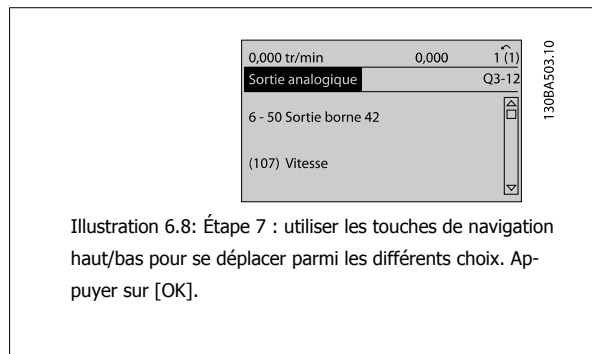 0,000 tr/min 0,000 1 (1)
Sortie analogique Q3-12
6 - 50 Sortie borne 42
(107) Vitesse
130BA503.10
Illustration 6.8: Étape 7 : utiliser les touches de navigation
haut/bas pour se déplacer parmi les différents choix. Ap-
puyer sur [OK].